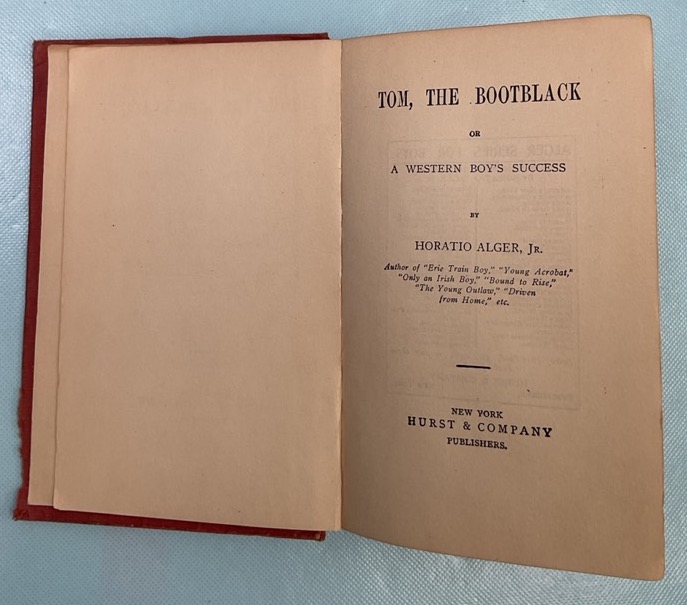 TOM, THE BOOTBLACK
OR
A WESTERN BOY'S SUCCESS
BY
HORATIO ALGER, JR.
Author of "Erie Train Boy," "Young Acrobat,"
"Only an Irish Boy," "Bound to Rise,"
"The Young Outlaw," "Driven
from Home," etc.
NEW YORK
HURST & COMPANY
PUBLISHERS.